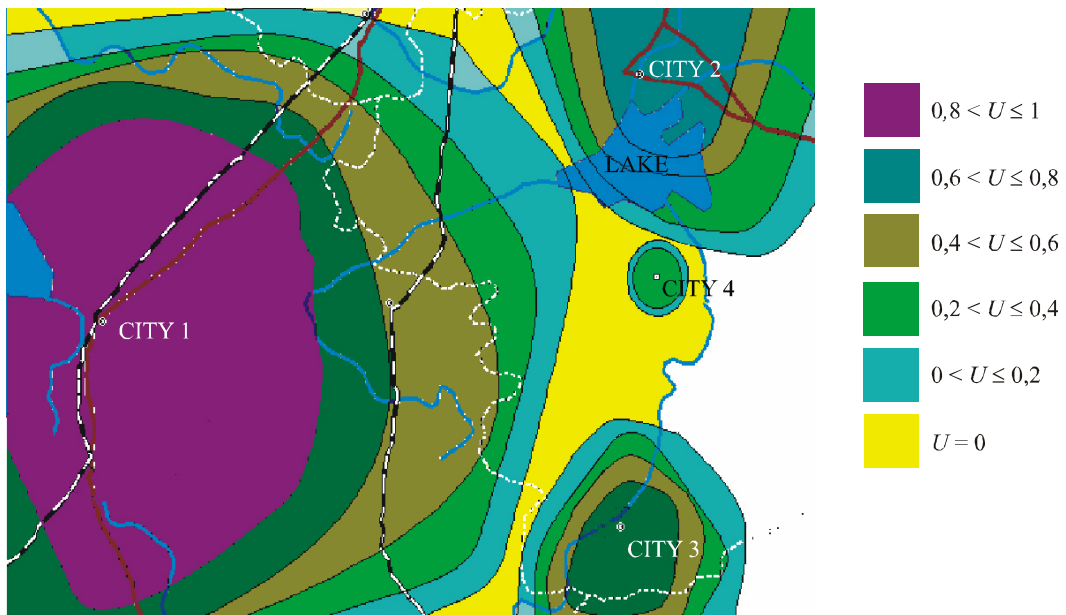 CITY 2
LAKE
CITY 4
CITY 1
CITY 3
0,8 < U ≤ 1
0,6 < U ≤ 0,8
0,4 < U ≤ 0,6
0,2 < U ≤ 0,4
0 < U ≤ 0,2
U = 0